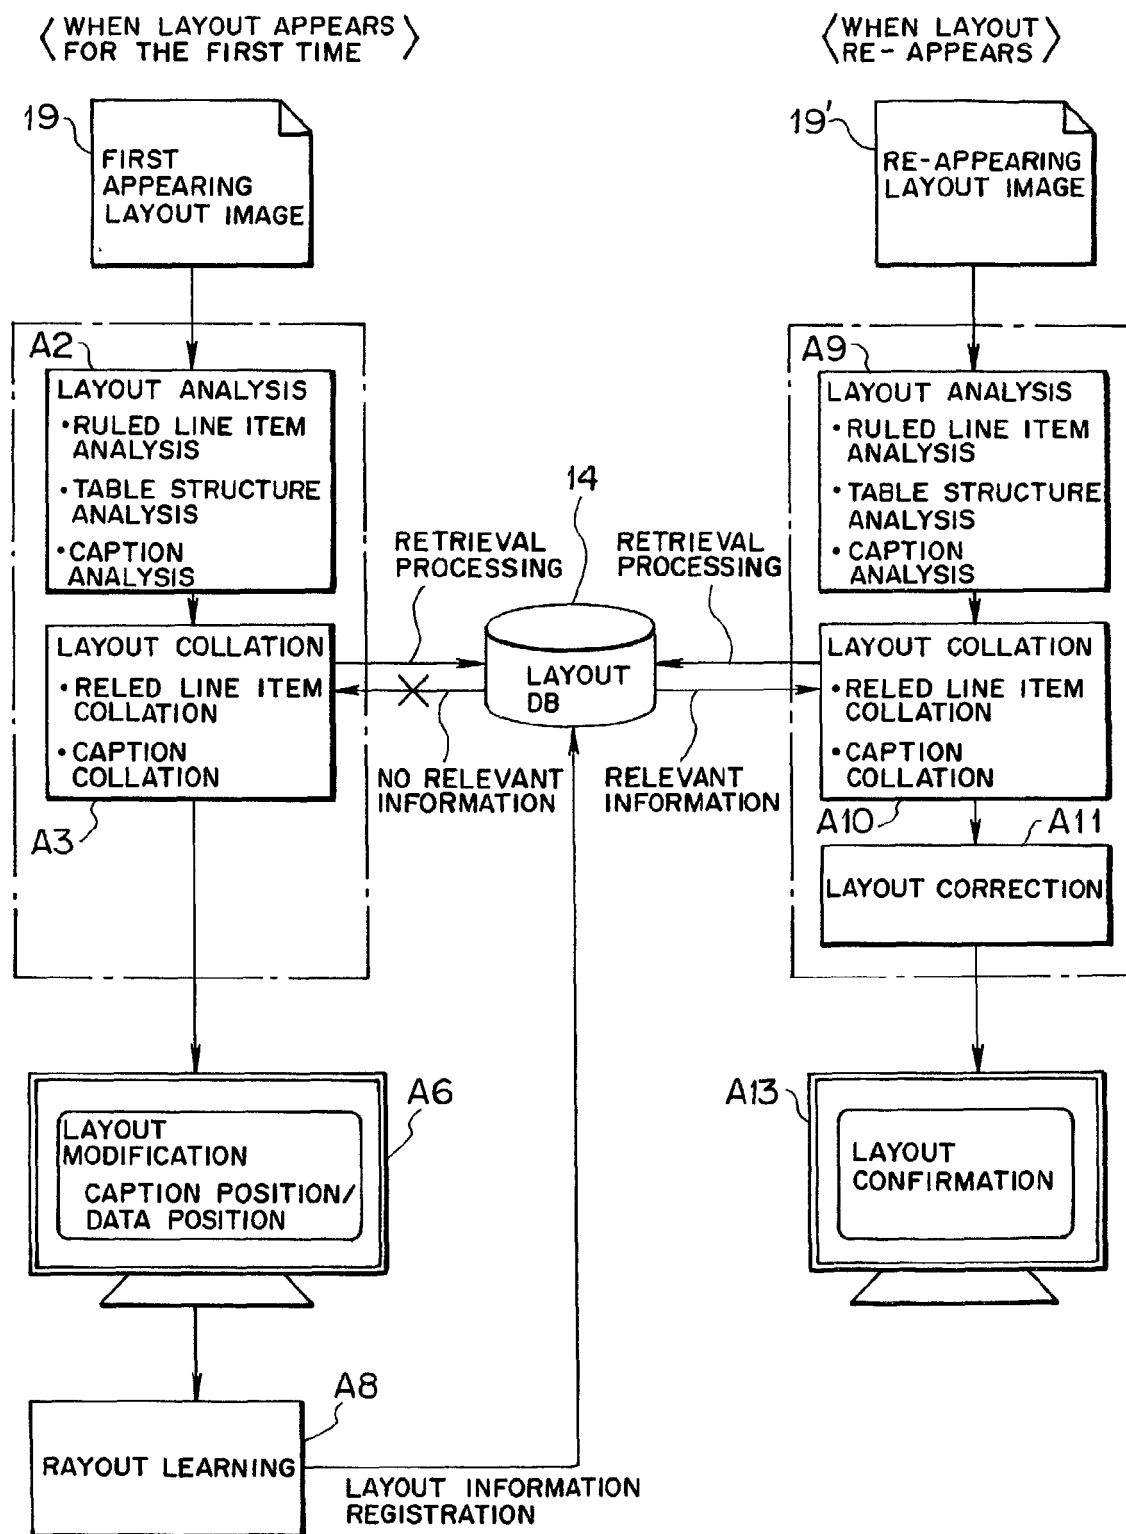 〈WHEN LAYOUT APPEARS
FOR THE FIRST TIME〉
19
FIRST
APPEARING
LAYOUT IMAGE
A2
LAYOUT ANALYSIS
•RULED LINE ITEM
ANALYSIS
•TABLE STRUCTURE
ANALYSIS
•CAPTION
ANALYSIS
LAYOUT COLLATION
•RELED LINE ITEM
COLLATION
•CAPTION
COLLATION
A3
RETRIEVAL
PROCESSING
NO RELEVANT
INFORMATION
14
LAYOUT
DB
RETRIEVAL
PROCESSING
RELEVANT
INFORMATION
〈WHEN LAYOUT
RE-APPEARS〉
19'
RE-APPEARING
LAYOUT IMAGE
A9
LAYOUT ANALYSIS
•RULED LINE ITEM
ANALYSIS
•TABLE STRUCTURE
ANALYSIS
•CAPTION
ANALYSIS
LAYOUT COLLATION
•RELED LINE ITEM
COLLATION
•CAPTION
COLLATION
A10
A11
LAYOUT CORRECTION
A6
LAYOUT
MODIFICATION
CAPTION POSITION/
DATA POSITION
A13
LAYOUT
CONFIRMATION
A8
RAYOUT LEARNING
LAYOUT INFORMATION
REGISTRATION